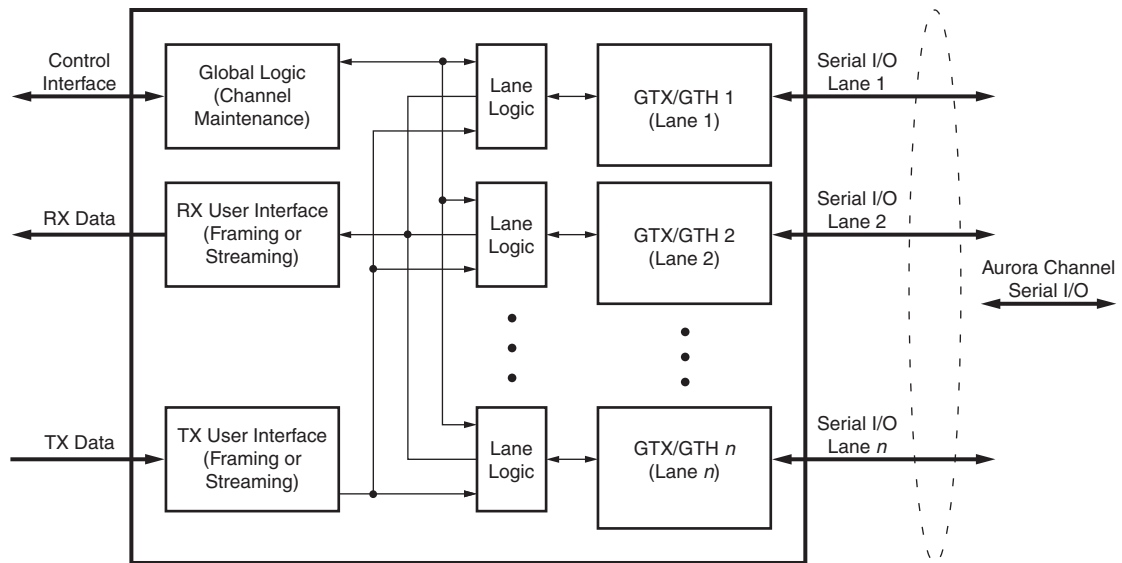 Control
Interface
Global Logic
(Channel
Maintenance)
Lane
Logic
GTX/GTH 1
(Lane 1)
Serial I/O
Lane 1
RX Data
RX User Interface
(Framing or
Streaming)
Lane
Logic
GTX/GTH 2
(Lane 2)
Serial I/O
Lane 2
Aurora Channel
Serial I/O
TX Data
TX User Interface
(Framing or
Streaming)
Lane
Logic
GTX/GTH n
(Lane n)
Serial I/O
Lane n